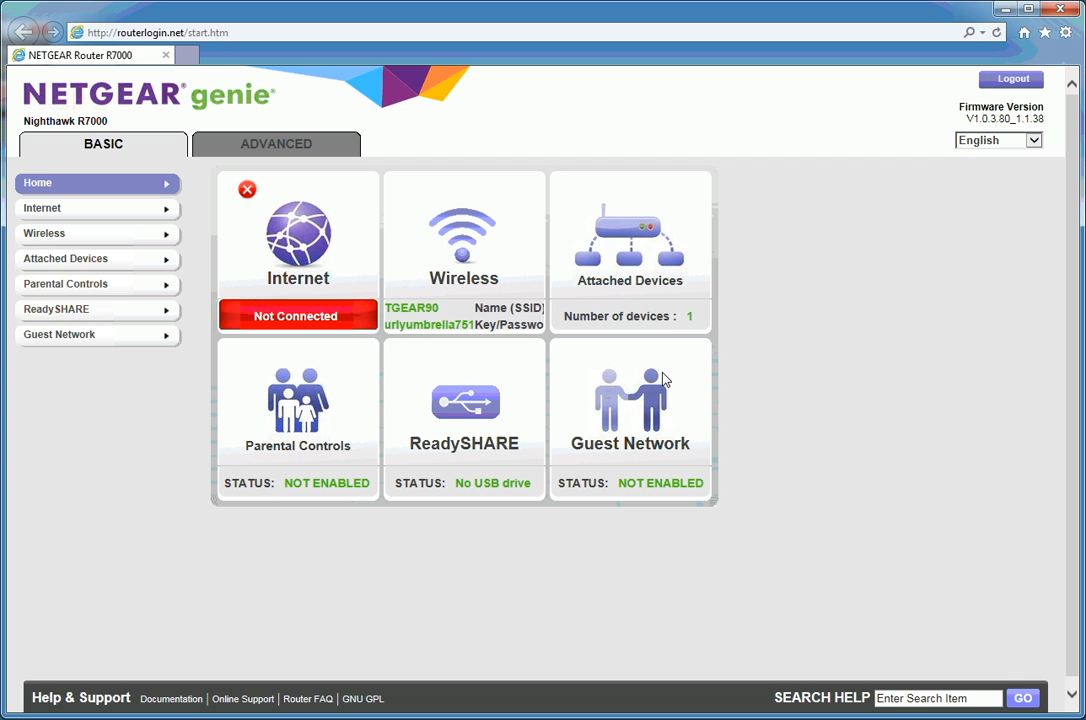 http://routerlogin.net/start.htm
NETGEAR Router R7000
NETGEAR® genie®
Logout
Nighthawk R7000
Firmware Version
V1.0.3.80_1.1.38
BASIC
ADVANCED
English
Home
Internet
Wireless
Attached Devices
Parental Controls
ReadySHARE
Guest Network
Internet
Not Connected
Wireless
TGEAR90 Name (SSID)
urlyumbrella751Key/Passwo
Attached Devices
Number of devices : 1
Parental Controls
STATUS: NOT ENABLED
ReadySHARE
STATUS: No USB drive
Guest Network
STATUS: NOT ENABLED
Help & Support Documentation | Online Support | Router FAQ | GNU GPL
SEARCH HELP Enter Search Item GO